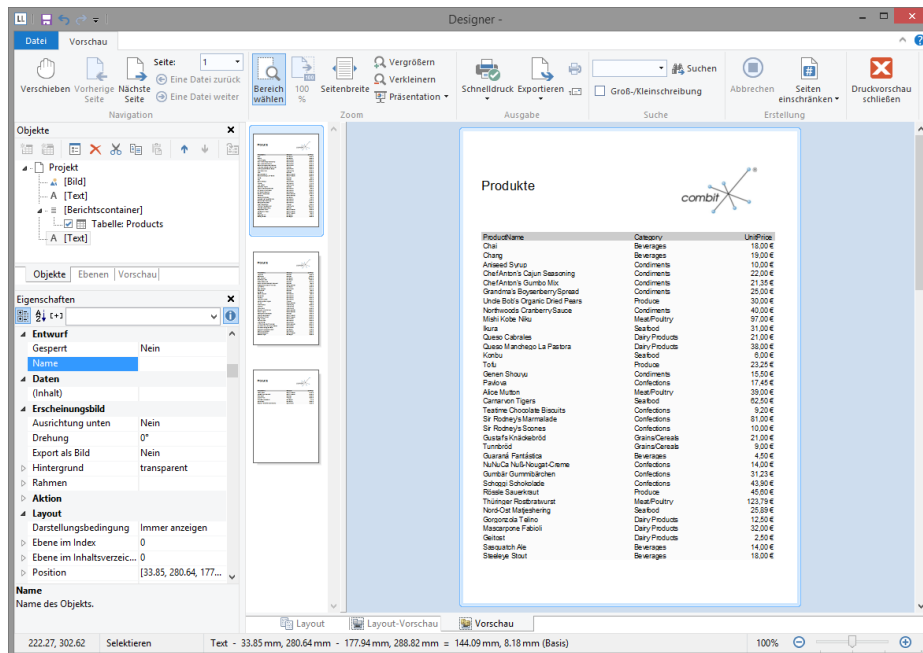 LL
Designer -
Datei
Vorschau
Verschieben
Vorherige Seite
Nächste Seite
Seite:
1
Eine Datei zurück
Eine Datei weiter
Navigation
Bereich wählen
100 %
Seitenbreite
Vergrößern
Verkleinern
Präsentation
Zoom
Schnelldruck
Exportieren
Ausgabe
Suchen
Groß-/Kleinschreibung
Suche
Abbrechen
Seiten einschränken
Erstellung
Druckvorschau schließen
Objekte
Projekt
[Bild]
A [Text]
[Berichtscontainer]
Tabelle: Products
A [Text]
Objekte
Ebenen
Vorschau
Eigenschaften
Entwurf
Gesperrt Nein
Name
Daten
(Inhalt)
Erscheinungsbild
Ausrichtung unten Nein
Drehung 0°
Export als Bild Nein
Hintergrund transparent
Rahmen
Aktion
Layout
Darstellungsbedingung Immer anzeigen
Ebene im Index 0
Ebene im Inhaltsverzeic... 0
Position [33.85, 280.64, 177...
Name
Name des Objekts.
Produkte
combit
ProductName Category UnitPrice
Chai Beverages 18,00 €
Chang Beverages 19,00 €
Aniseed Syrup Condiments 10,00 €
Chef Anton's Cajun Seasoning Condiments 22,00 €
Chef Anton's Gumbo Mix Condiments 21,35 €
Grandma's Boysenberry Spread Condiments 25,00 €
Uncle Bob's Organic Dried Pears Produce 30,00 €
Northwoods Cranberry Sauce Condiments 40,00 €
Mishi Kobe Niku Meat/Poultry 97,00 €
Ikura Seafood 31,00 €
Queso Cabrales Dairy Products 21,00 €
Queso Manchego La Pastora Dairy Products 38,00 €
Konbu Seafood 6,00 €
Tofu Produce 23,25 €
Genen Shouyu Condiments 15,50 €
Pavlova Confections 17,45 €
Alice Mutton Meat/Poultry 39,00 €
Carnarvon Tigers Seafood 62,50 €
Teatime Chocolate Biscuits Confections 9,20 €
Sir Rodney's Marmalade Confections 81,00 €
Sir Rodney's Scones Confections 10,00 €
Gustaf's Knäckebröd Grains/Cereals 21,00 €
Tunnbröd Grains/Cereals 9,00 €
Guaraná Fantástica Beverages 4,50 €
NuNuCa Nuß-Nougat-Creme Confections 14,00 €
Gumbär Gummibärchen Confections 31,23 €
Schoggi Schokolade Confections 43,90 €
Rössle Sauerkraut Produce 45,60 €
Thüringer Rostbratwurst Meat/Poultry 123,79 €
Nord-Ost Matjeshering Seafood 25,89 €
Gorgonzola Telino Dairy Products 12,50 €
Mascarpone Fabioli Dairy Products 32,00 €
Geitost Dairy Products 2,50 €
Sasquatch Ale Beverages 14,00 €
Steeleye Stout Beverages 18,00 €
Layout
Layout-Vorschau
Vorschau
222.27, 302.62
Selektieren
Text - 33.85 mm, 280.64 mm - 177.94 mm, 288.82 mm = 144.09 mm, 8.18 mm (Basis)
100%